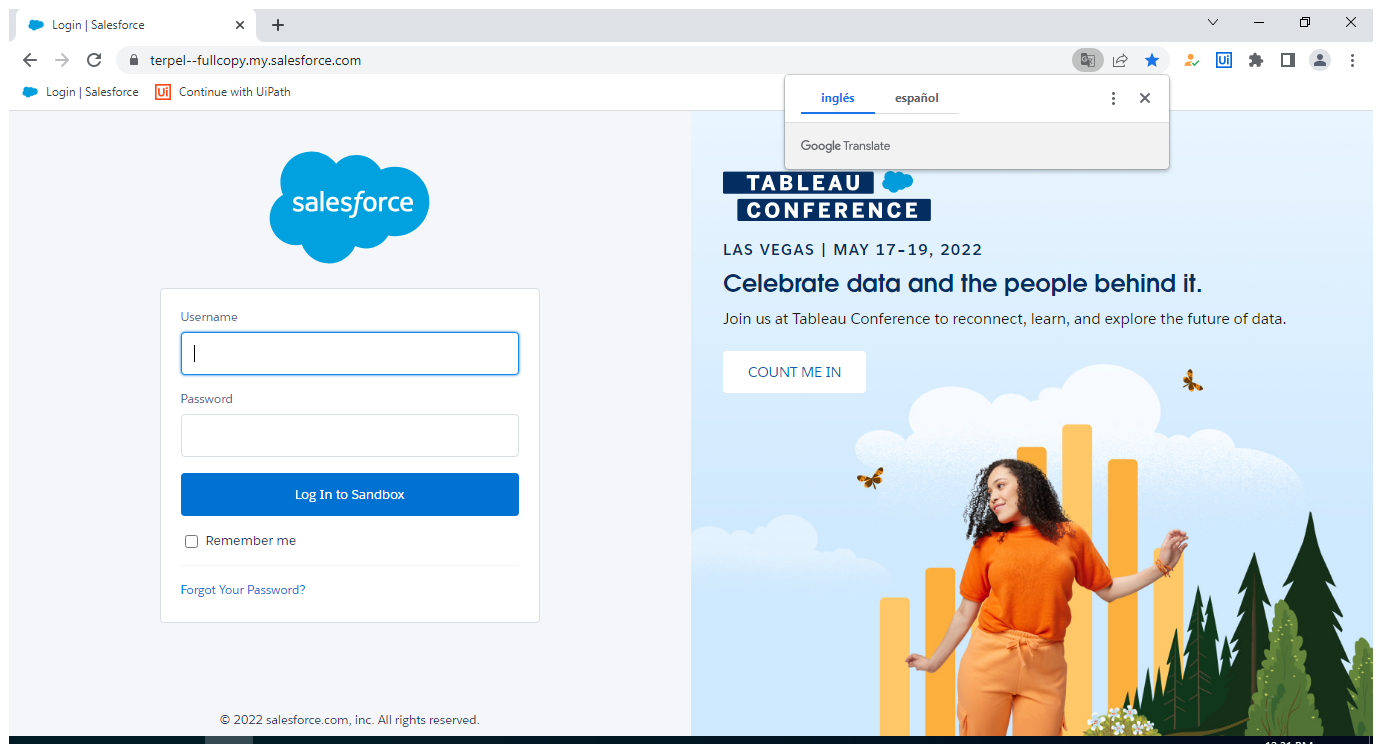 Login | Salesforce
terpel--fullcopy.my.salesforce.com
Ui
Login | Salesforce
Ui
Continue with UiPath
inglés
español
Google Translate
salesforce
Username
Password
Log In to Sandbox
Remember me
Forgot Your Password?
© 2022 salesforce.com, inc. All rights reserved.
TABLEAU
CONFERENCE
LAS VEGAS | MAY 17–19, 2022
Celebrate data and the people behind it.
Join us at Tableau Conference to reconnect, learn, and explore the future of data.
COUNT ME IN